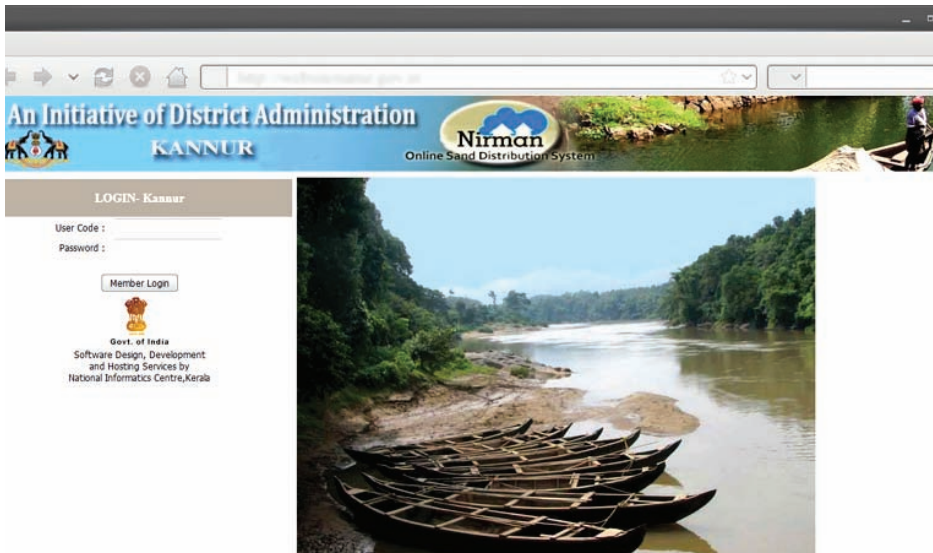 An Initiative of District Administration
KANNUR
Nirman
Online Sand Distribution System
LOGIN- Kannur
User Code :
Password :
Member Login
Govt. of India
Software Design, Development
and Hosting Services by
National Informatics Centre,Kerala